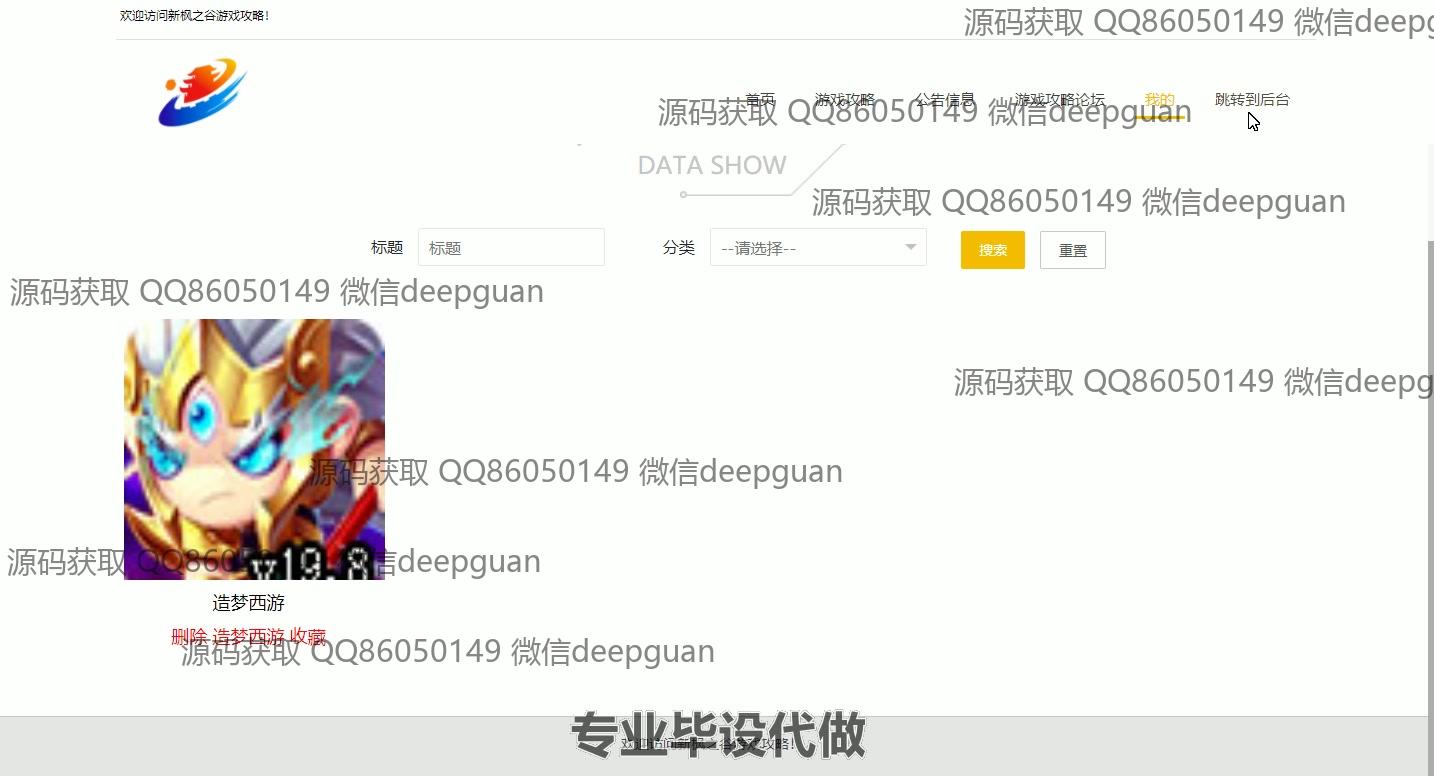 欢迎访问新枫之谷游戏攻略!
源码获取 QQ86050149 微信deepg
首页 游戏攻略 公告信息 游戏攻略论坛 我的 跳转到后台
源码获取 QQ86050149 微信deepguan
DATA SHOW
源码获取 QQ86050149 微信deepguan
标题 标题 分类 --请选择-- 搜索 重置
源码获取 QQ86050149 微信deepguan
源码获取 QQ86050149 微信deepg
源码获取 QQ86050149 微信deepguan
源码获取 QQ86050149 微信deepguan
v19.8
造梦西游
删除 造梦西游 收藏
源码获取 QQ86050149 微信deepguan
专业毕设代做
欢迎访问新枫之谷游戏攻略!